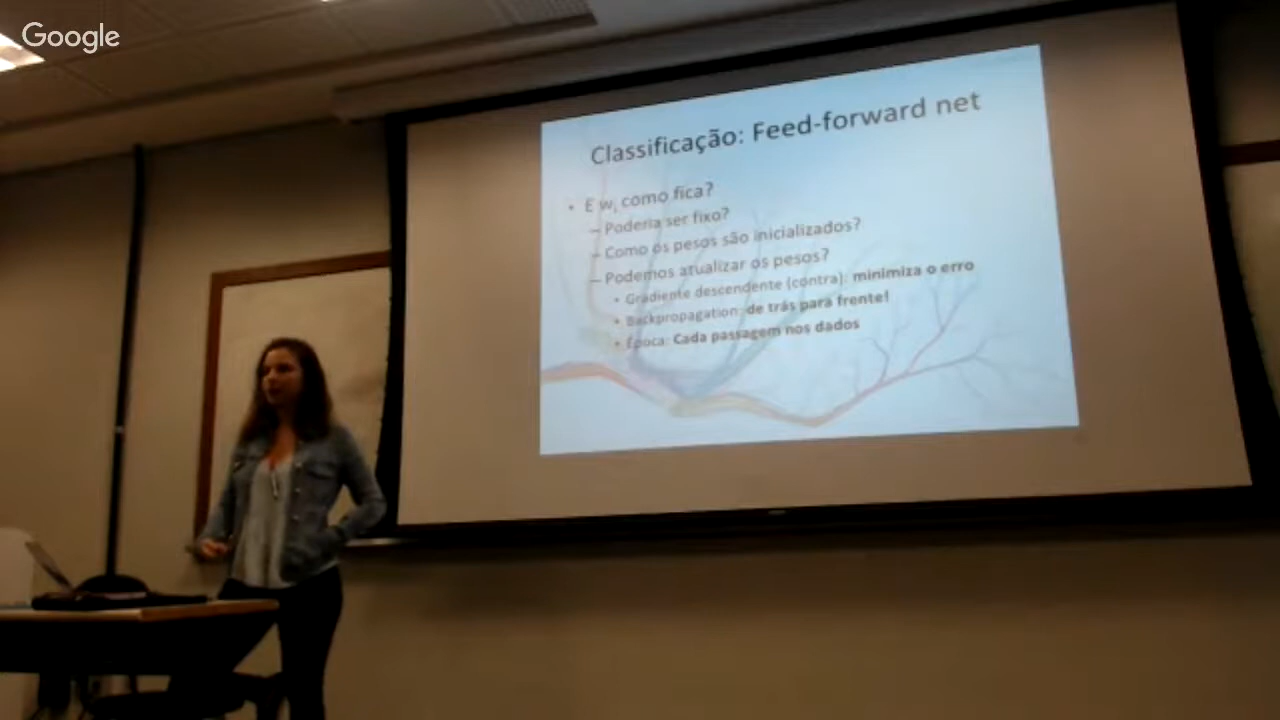 Google
Classificação: Feed-forward net
• E wᵢ como fica?
– Poderia ser fixo?
– Como os pesos são inicializados?
– Podemos atualizar os pesos?
• Gradiente descendente (contra): minimiza o erro
• Backpropagation: de trás para frente!
• Época: Cada passagem nos dados